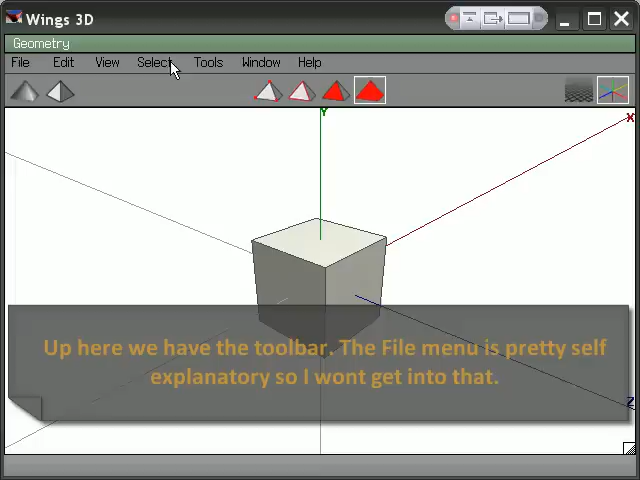 Wings 3D
Geometry
File Edit View Select Tools Window Help
Y
X
Up here we have the toolbar. The File menu is pretty self
explanatory so I wont get into that.
Z